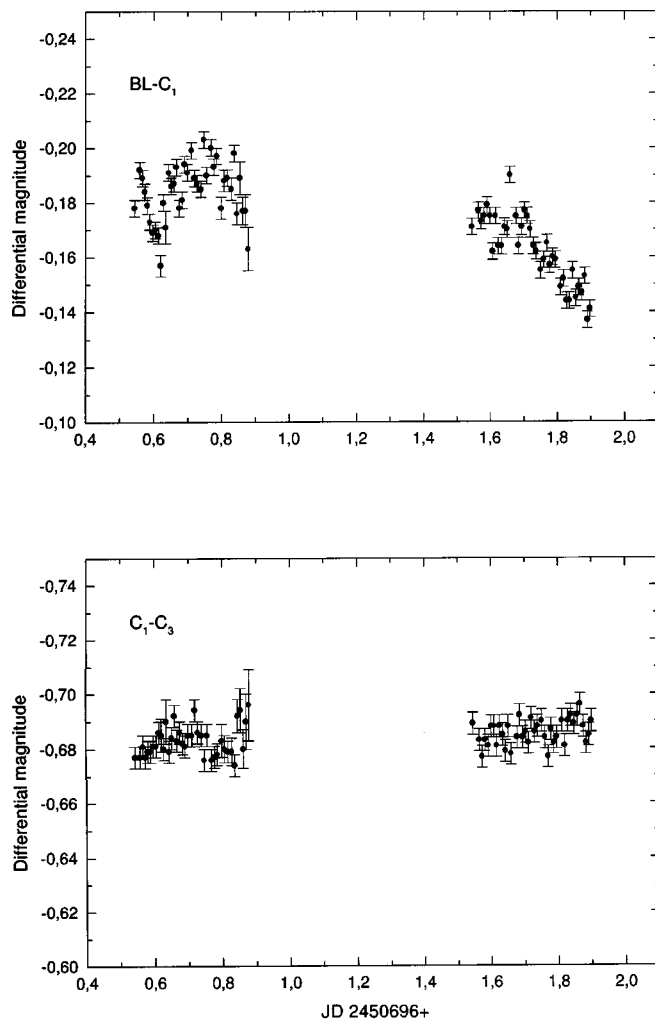 -0,24
-0,22
-0,20
-0,18
-0,16
-0,14
-0,12
-0,10
Differential magnitude
BL-C₁
0,4 0,6 0,8 1,0 1,2 1,4 1,6 1,8 2,0
-0,74
-0,72
-0,70
-0,68
-0,66
-0,64
-0,62
-0,60
Differential magnitude
C₁-C₃
0,4 0,6 0,8 1,0 1,2 1,4 1,6 1,8 2,0
JD 2450696+